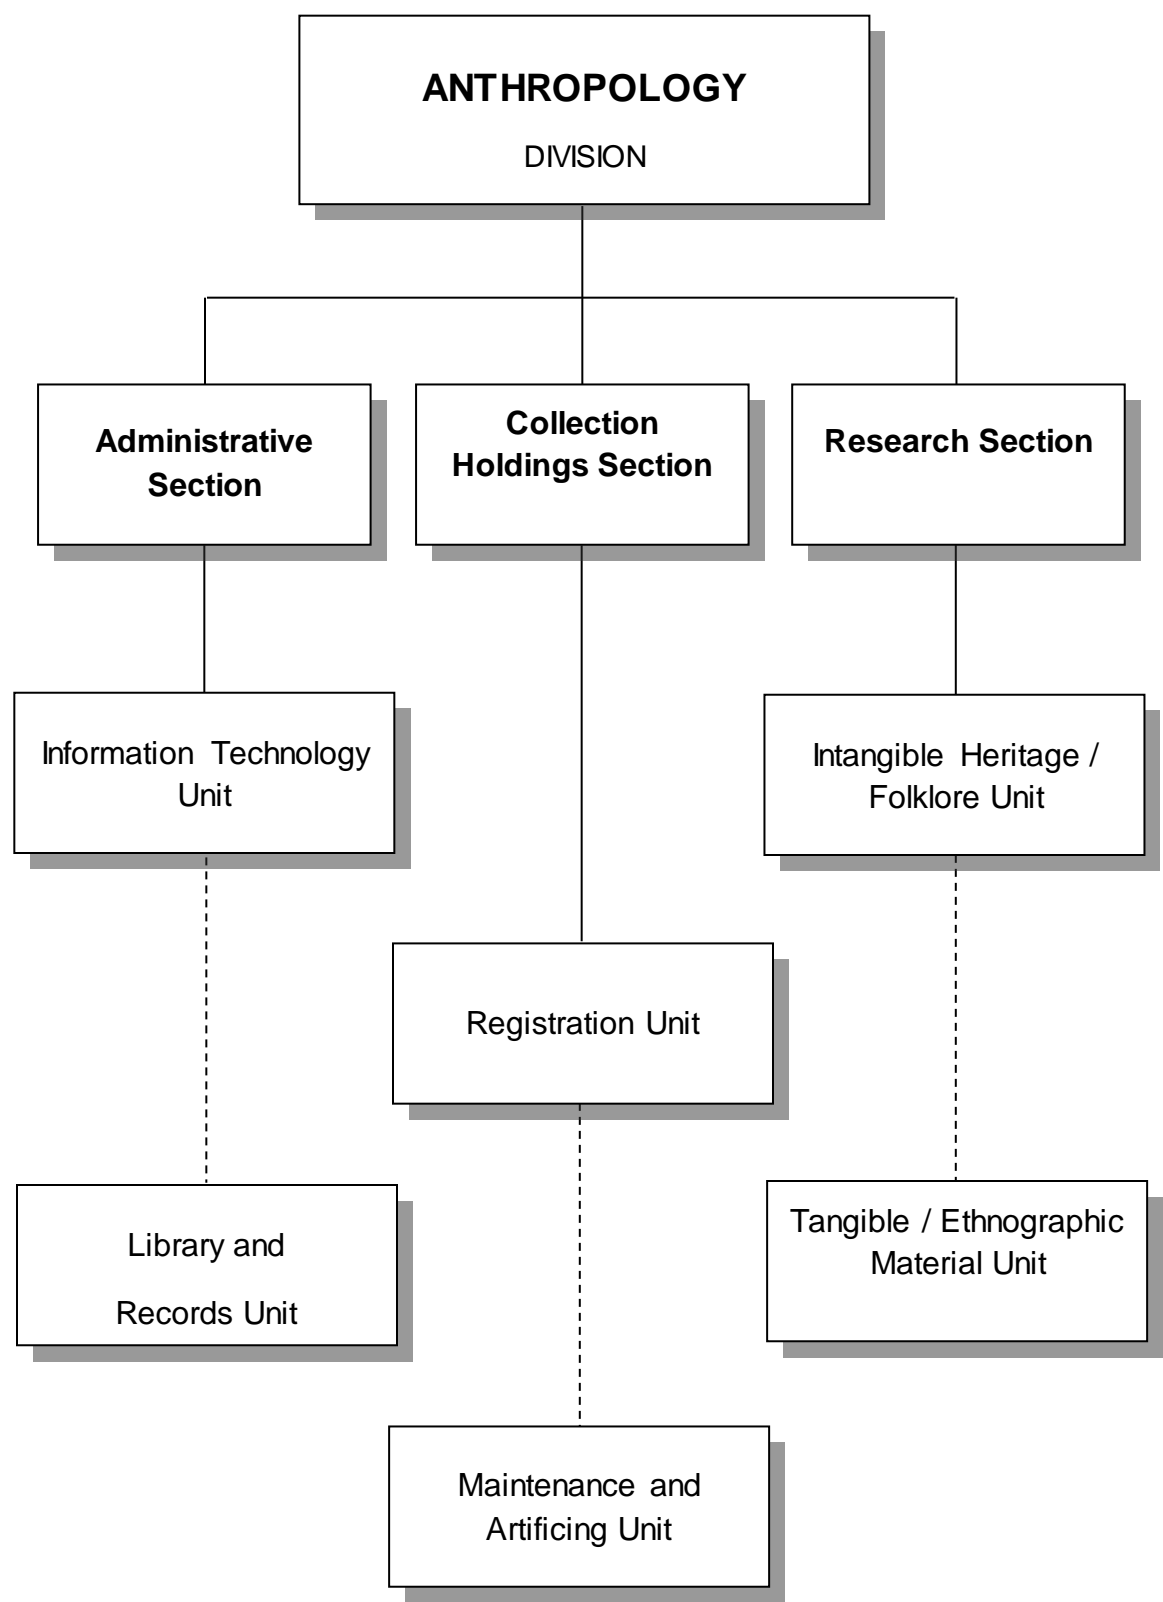 ANTHROPOLOGY
DIVISION
Administrative
Section
Collection
Holdings Section
Research Section
Information Technology
Unit
Intangible Heritage /
Folklore Unit
Registration Unit
Library and
Records Unit
Tangible / Ethnographic
Material Unit
Maintenance and
Artificing Unit